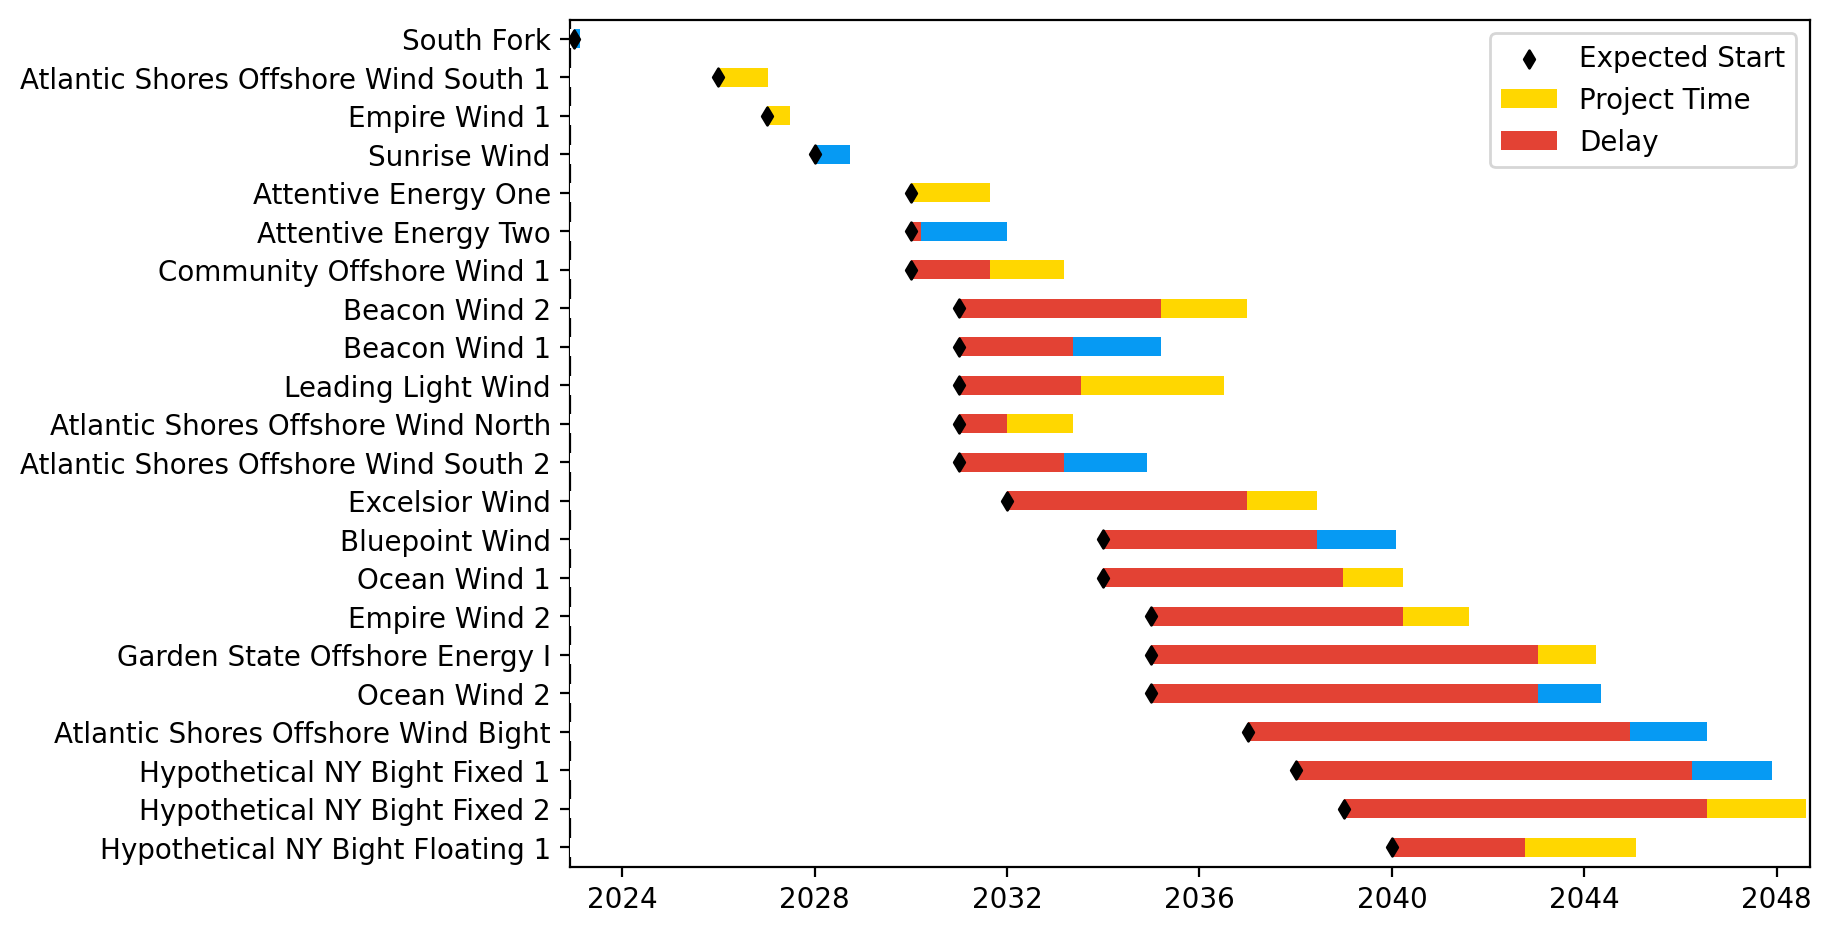 South Fork
Atlantic Shores Offshore Wind South 1
Empire Wind 1
Sunrise Wind
Attentive Energy One
Attentive Energy Two
Community Offshore Wind 1
Beacon Wind 2
Beacon Wind 1
Leading Light Wind
Atlantic Shores Offshore Wind North
Atlantic Shores Offshore Wind South 2
Excelsior Wind
Bluepoint Wind
Ocean Wind 1
Empire Wind 2
Garden State Offshore Energy I
Ocean Wind 2
Atlantic Shores Offshore Wind Bight
Hypothetical NY Bight Fixed 1
Hypothetical NY Bight Fixed 2
Hypothetical NY Bight Floating 1
Expected Start
Project Time
Delay
2024 2028 2032 2036 2040 2044 2048